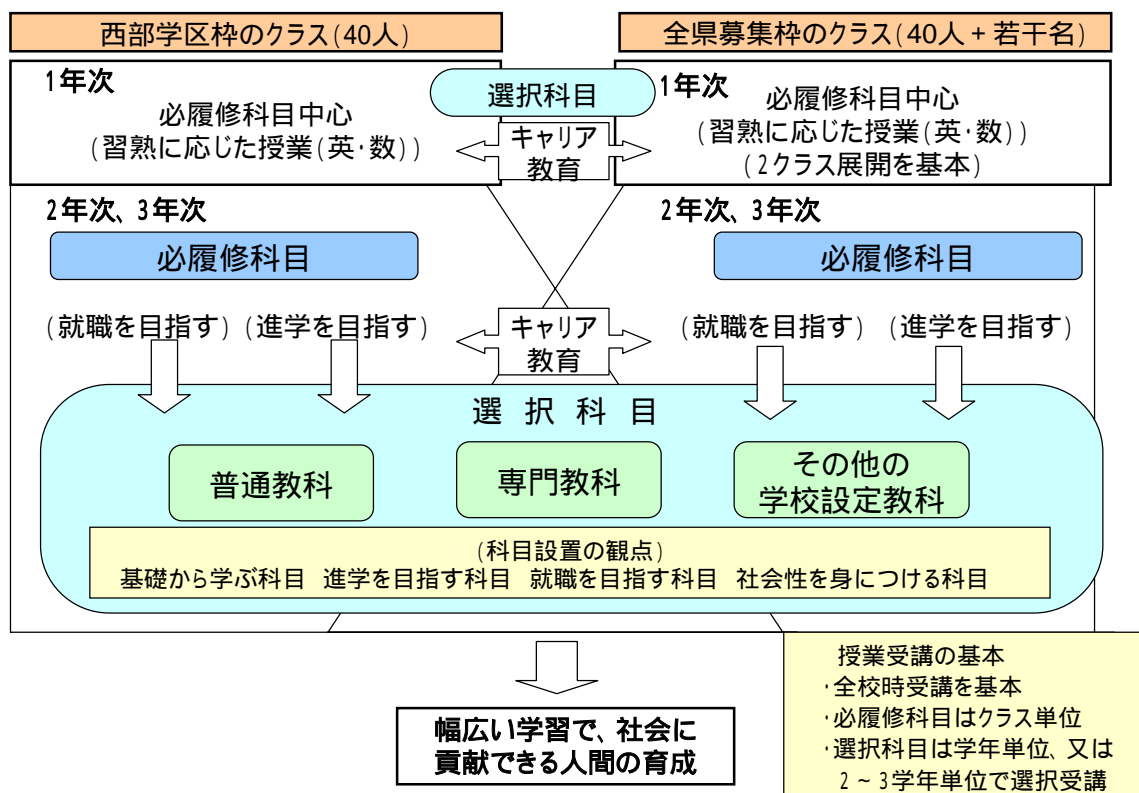 西部学区枠のクラス(40人)
全県募集枠のクラス(40人+若干名)
1年次
必履修科目中心
(習熟に応じた授業(英·数))
選択科目
キャリア
教育
1年次
必履修科目中心
(習熟に応じた授業(英·数))
(2クラス展開を基本)
2年次、3年次
必履修科目
2年次、3年次
必履修科目
(就職を目指す)(進学を目指す)
キャリア
教育
(就職を目指す)(進学を目指す)
選択科目
普通教科
専門教科
その他の
学校設定教科
(科目設置の観点)
基礎から学ぶ科目 進学を目指す科目 就職を目指す科目 社会性を身につける科目
幅広い学習で、社会に
貢献できる人間の育成
授業受講の基本
·全校時受講を基本
·必履修科目はクラス単位
·選択科目は学年単位、又は
2~3学年単位で選択受講